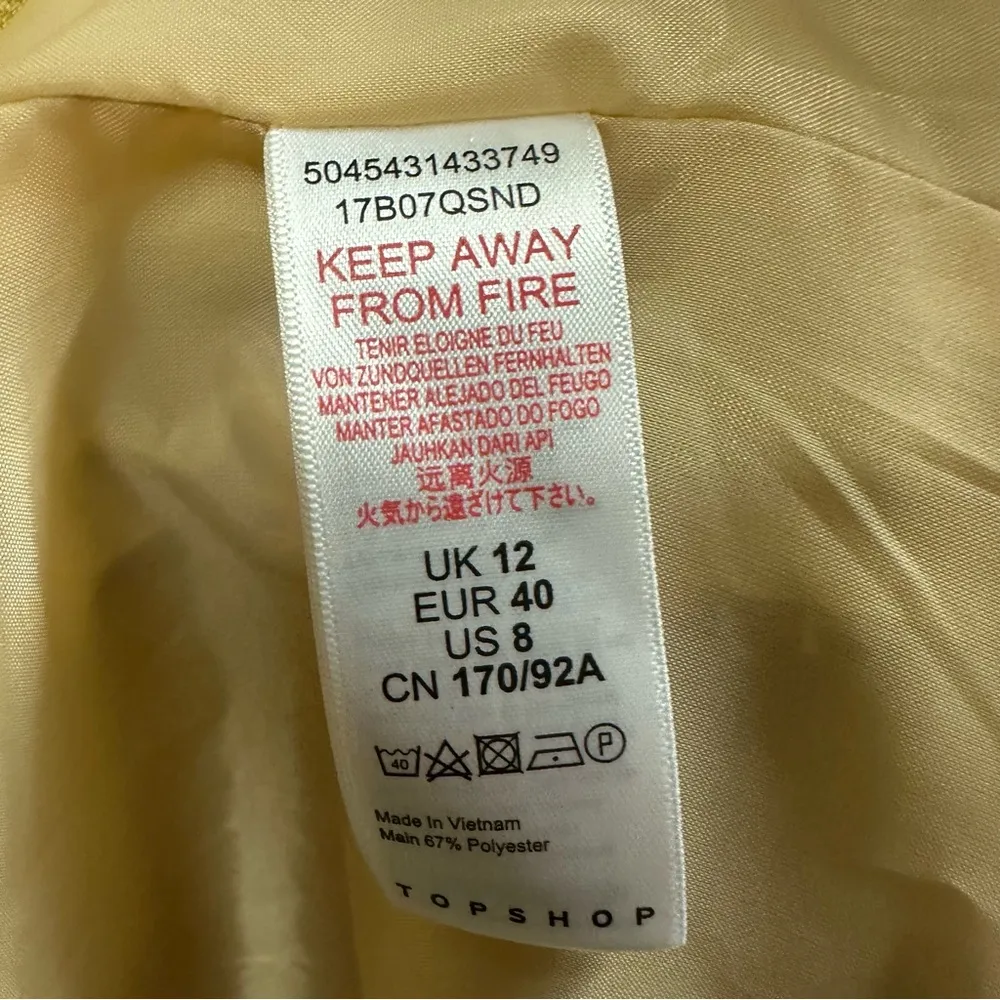 5045431433749
17B07QSND
KEEP AWAY
FROM FIRE
TENIR ELOIGNE DU FEU
VON ZUNDQUELLEN FERNHALTEN
MANTENER ALEJADO DEL FEUGO
MANTER AFASTADO DO FOGO
JAUHKAN DARI API
远离火源
火気から遠ざけて下さい。
UK 12
EUR 40
US 8
CN 170/92A
40 P
Made In Vietnam
Main 67% Polyester
TOPSHOP